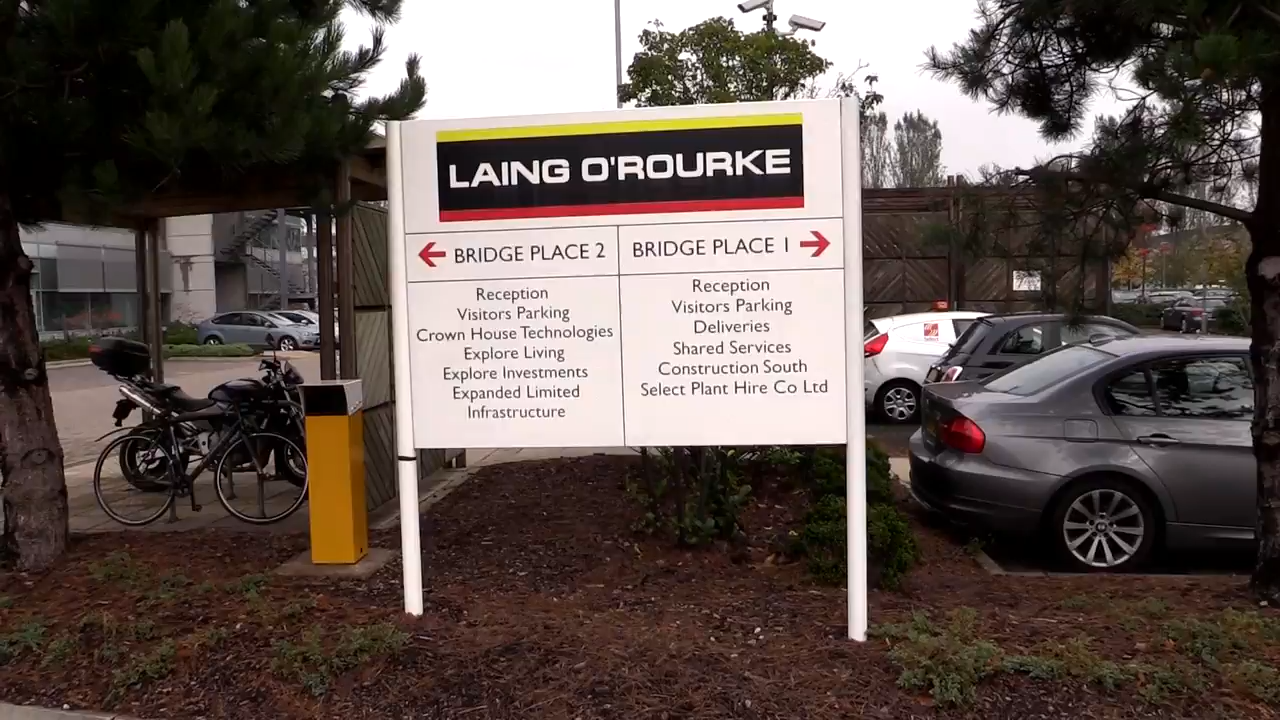 LAING O'ROURKE
BRIDGE PLACE 2
Reception
Visitors Parking
Crown House Technologies
Explore Living
Explore Investments
Expanded Limited
Infrastructure
BRIDGE PLACE 1
Reception
Visitors Parking
Deliveries
Shared Services
Construction South
Select Plant Hire Co Ltd
Select